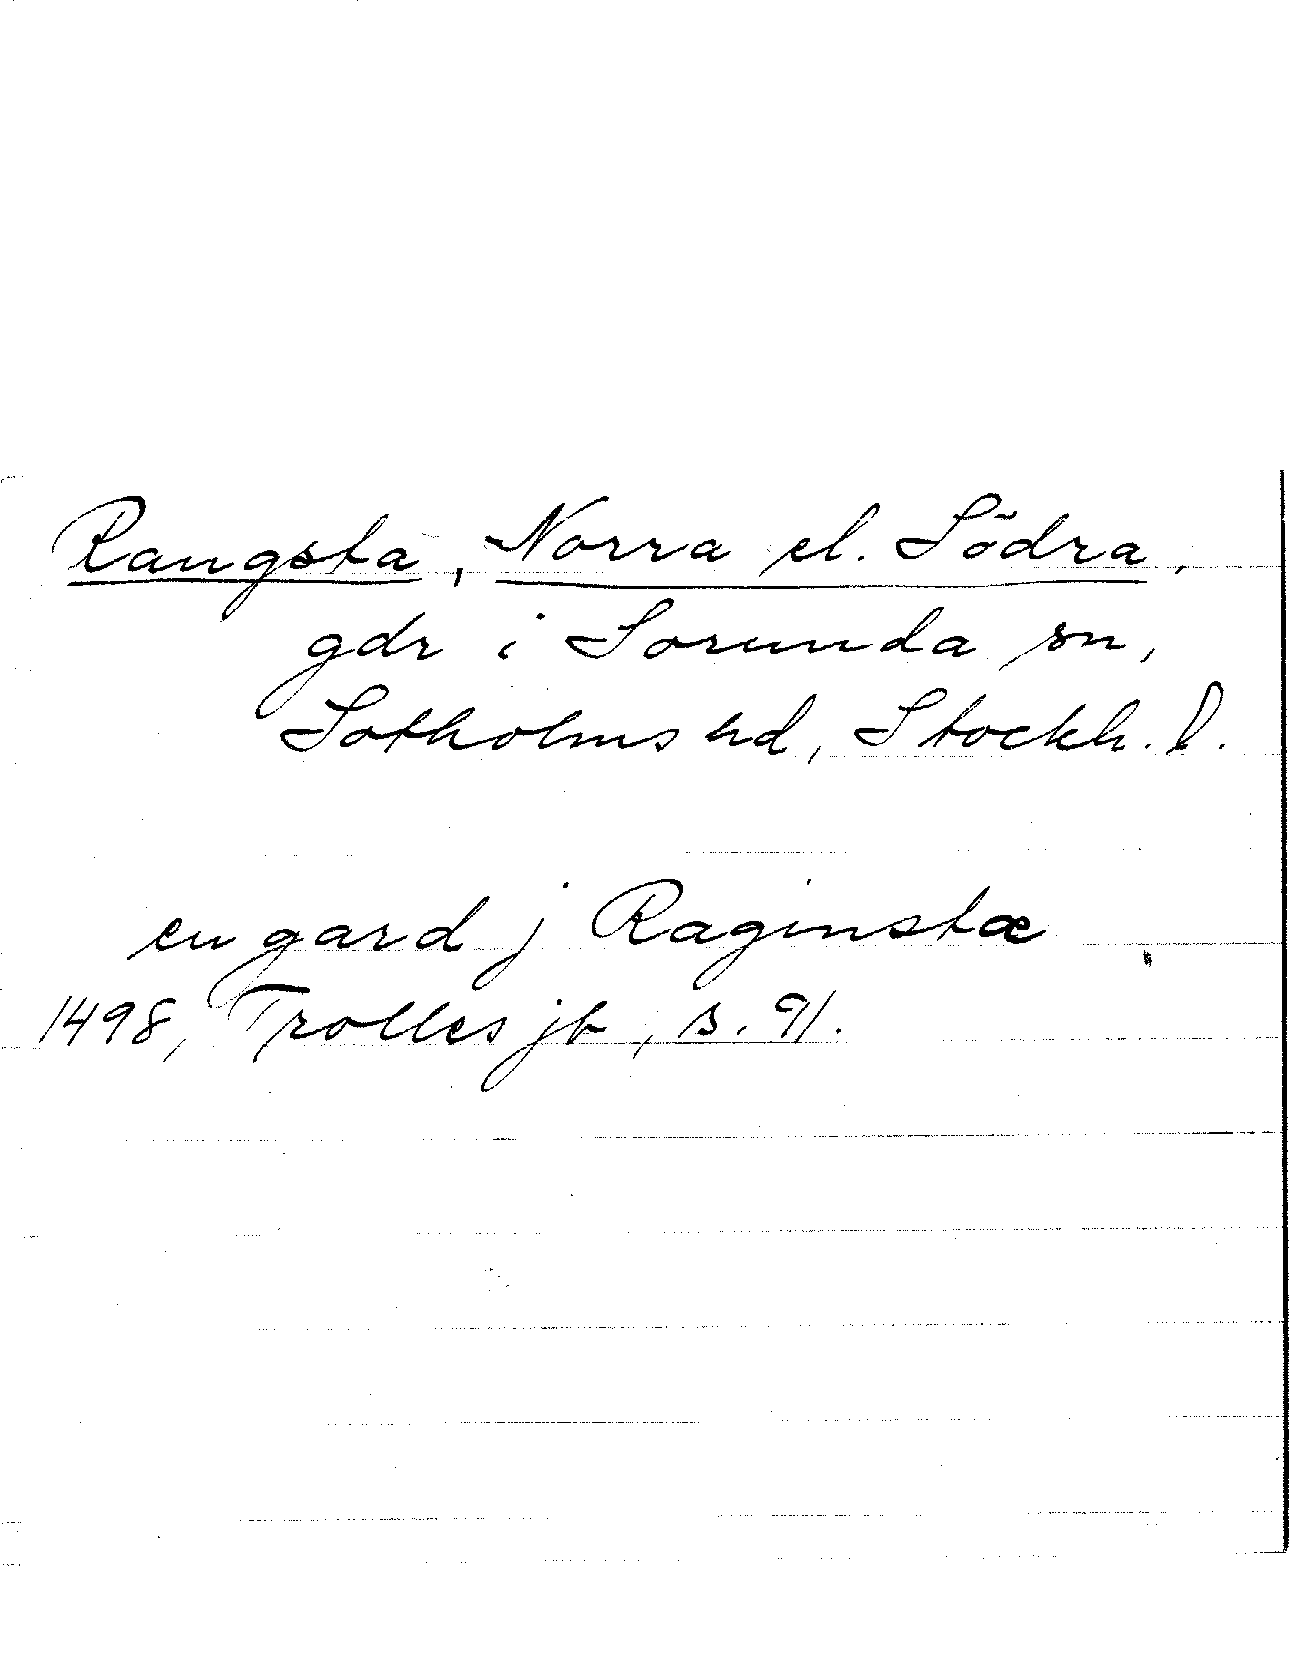 Rangsta, Norra el. Södra,
gdr i Sorunda sn,
Sotholms hd, Stockh. l.
en gard j Raginstæ
1498, Trolles jb, s. 91.